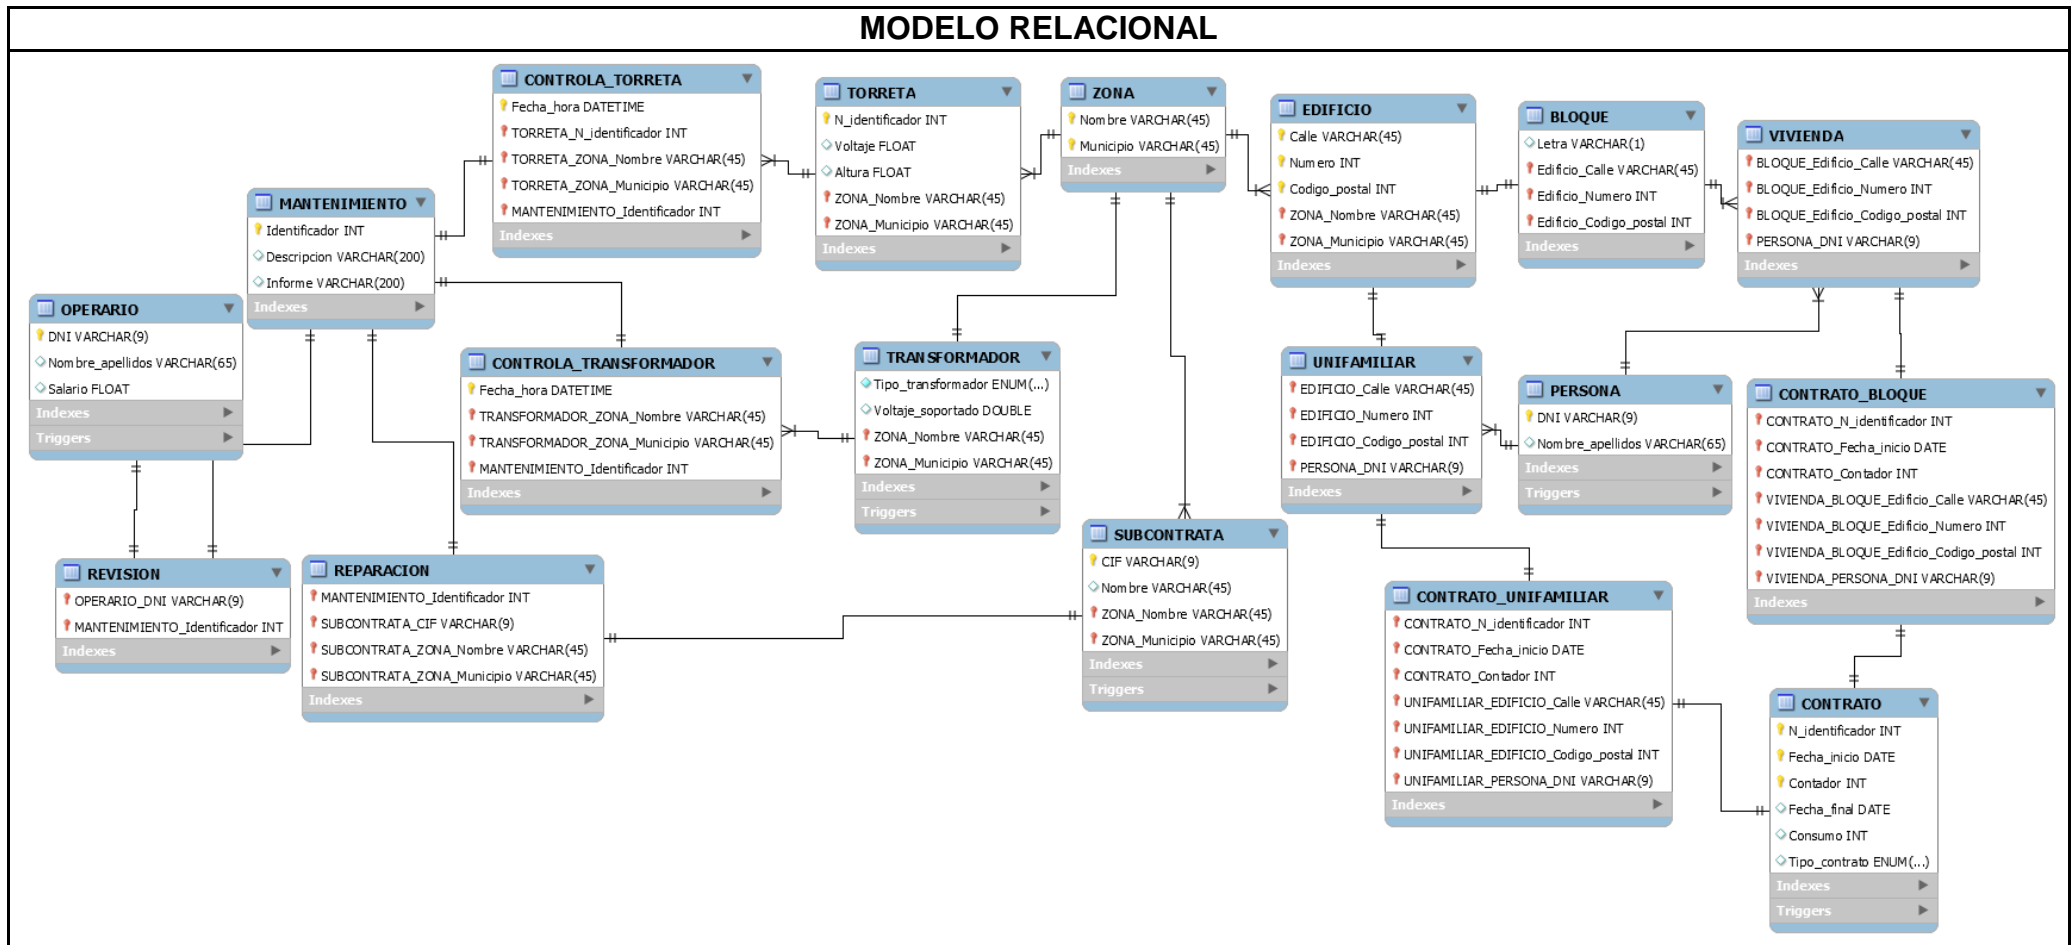 MODELO RELACIONAL
CONTROLA_TORRETA
Fecha_hora DATETIME
TORRETA_N_identificador INT
TORRETA_ZONA_Nombre VARCHAR(45)
TORRETA_ZONA_Municipio VARCHAR(45)
MANTENIMIENTO_Identificador INT
Indexes
TORRETA
N_identificador INT
Voltaje FLOAT
Altura FLOAT
ZONA_Nombre VARCHAR(45)
ZONA_Municipio VARCHAR(45)
Indexes
ZONA
Nombre VARCHAR(45)
Municipio VARCHAR(45)
Indexes
EDIFICIO
Calle VARCHAR(45)
Numero INT
Codigo_postal INT
ZONA_Nombre VARCHAR(45)
ZONA_Municipio VARCHAR(45)
Indexes
BLOQUE
Letra VARCHAR(1)
Edificio_Calle VARCHAR(45)
Edificio_Numero INT
Edificio_Codigo_postal INT
Indexes
VIVIENDA
BLOQUE_Edificio_Calle VARCHAR(45)
BLOQUE_Edificio_Numero INT
BLOQUE_Edificio_Codigo_postal INT
PERSONA_DNI VARCHAR(9)
Indexes
MANTENIMIENTO
Identificador INT
Descripcion VARCHAR(200)
Informe VARCHAR(200)
Indexes
OPERARIO
DNI VARCHAR(9)
Nombre_apellidos VARCHAR(65)
Salario FLOAT
Indexes
Triggers
CONTROLA_TRANSFORMADOR
Fecha_hora DATETIME
TRANSFORMADOR_ZONA_Nombre VARCHAR(45)
TRANSFORMADOR_ZONA_Municipio VARCHAR(45)
MANTENIMIENTO_Identificador INT
Indexes
TRANSFORMADOR
Tipo_transformador ENUM(...)
Voltaje_soportado DOUBLE
ZONA_Nombre VARCHAR(45)
ZONA_Municipio VARCHAR(45)
Indexes
Triggers
UNIFAMILIAR
EDIFICIO_Calle VARCHAR(45)
EDIFICIO_Numero INT
EDIFICIO_Codigo_postal INT
PERSONA_DNI VARCHAR(9)
Indexes
PERSONA
DNI VARCHAR(9)
Nombre_apellidos VARCHAR(65)
Indexes
Triggers
CONTRATO_BLOQUE
CONTRATO_N_identificador INT
CONTRATO_Fecha_inicio DATE
CONTRATO_Contador INT
VIVIENDA_BLOQUE_Edificio_Calle VARCHAR(45)
VIVIENDA_BLOQUE_Edificio_Numero INT
VIVIENDA_BLOQUE_Edificio_Codigo_postal INT
VIVIENDA_PERSONA_DNI VARCHAR(9)
Indexes
REVISION
OPERARIO_DNI VARCHAR(9)
MANTENIMIENTO_Identificador INT
Indexes
REPARACION
MANTENIMIENTO_Identificador INT
SUBCONTRATA_CIF VARCHAR(9)
SUBCONTRATA_ZONA_Nombre VARCHAR(45)
SUBCONTRATA_ZONA_Municipio VARCHAR(45)
Indexes
SUBCONTRATA
CIF VARCHAR(9)
Nombre VARCHAR(45)
ZONA_Nombre VARCHAR(45)
ZONA_Municipio VARCHAR(45)
Indexes
Triggers
CONTRATO_UNIFAMILIAR
CONTRATO_N_identificador INT
CONTRATO_Fecha_inicio DATE
CONTRATO_Contador INT
UNIFAMILIAR_EDIFICIO_Calle VARCHAR(45)
UNIFAMILIAR_EDIFICIO_Numero INT
UNIFAMILIAR_EDIFICIO_Codigo_postal INT
UNIFAMILIAR_PERSONA_DNI VARCHAR(9)
Indexes
CONTRATO
N_identificador INT
Fecha_inicio DATE
Contador INT
Fecha_final DATE
Consumo INT
Tipo_contrato ENUM(...)
Indexes
Triggers